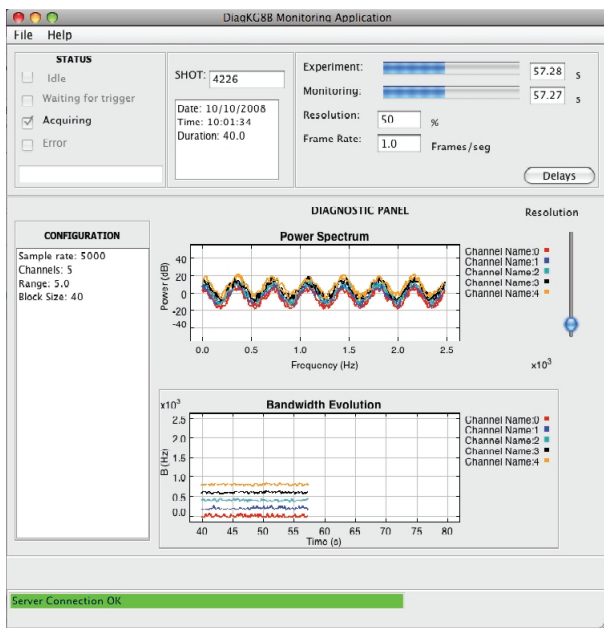 DiagKG8B Monitoring Application
File Help
STATUS
Idle
Waiting for trigger
Acquiring
Error
SHOT: 4226
Date: 10/10/2008
Time: 10:01:34
Duration: 40.0
Experiment: 57.28 s
Monitoring: 57.27 s
Resolution: 50 %
Frame Rate: 1.0 Frames/seg
Delays
DIAGNOSTIC PANEL
Resolution
CONFIGURATION
Sample rate: 5000
Channels: 5
Range: 5.0
Block Size: 40
Power Spectrum
Power (dB)
40
20
0
-20
-40
0.0 0.5 1.0 1.5 2.0 2.5
Frequency (Hz)
x10³
Channel Name:0
Channel Name:1
Channel Name:2
Channel Name:3
Channel Name:4
x10³
Bandwidth Evolution
B (Hz)
2.5
2.0
1.5
1.0
0.5
0.0
40 45 50 55 60 65 70 75 80
Time (s)
Channel Name:0
Channel Name:1
Channel Name:2
Channel Name:3
Channel Name:4
Server Connection OK